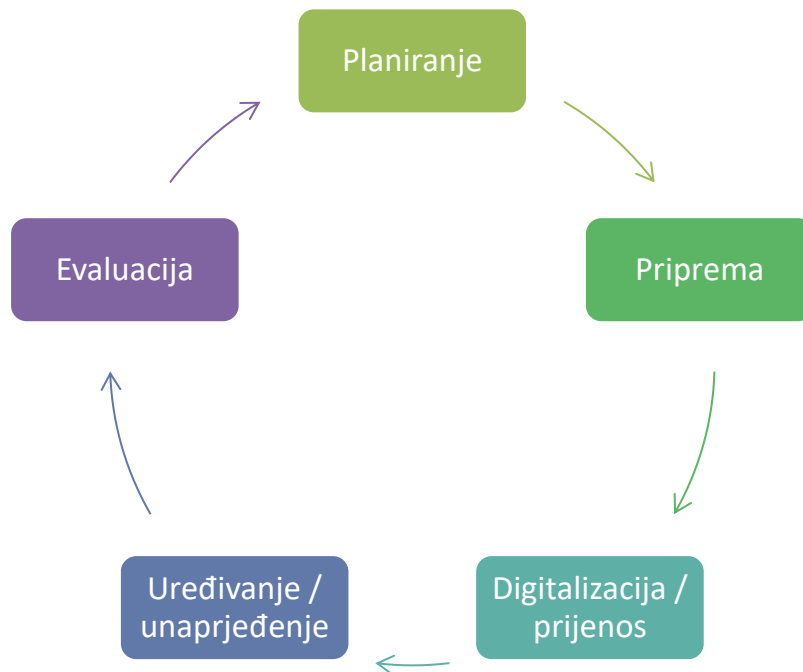 Planiranje
Priprema
Digitalizacija /
prijenos
Uređivanje /
unaprjeđenje
Evaluacija